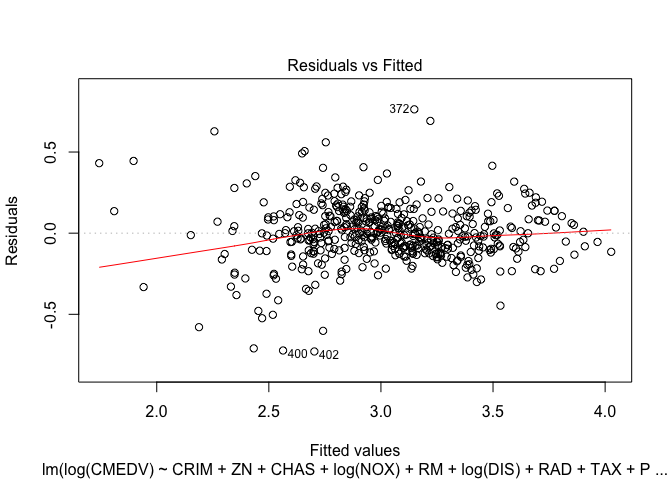 Residuals vs Fitted
372
400
402
Residuals
0.5
0.0
-0.5
2.0 2.5 3.0 3.5 4.0
Fitted values
lm(log(CMEDV) ~ CRIM + ZN + CHAS + log(NOX) + RM + log(DIS) + RAD + TAX + P ...